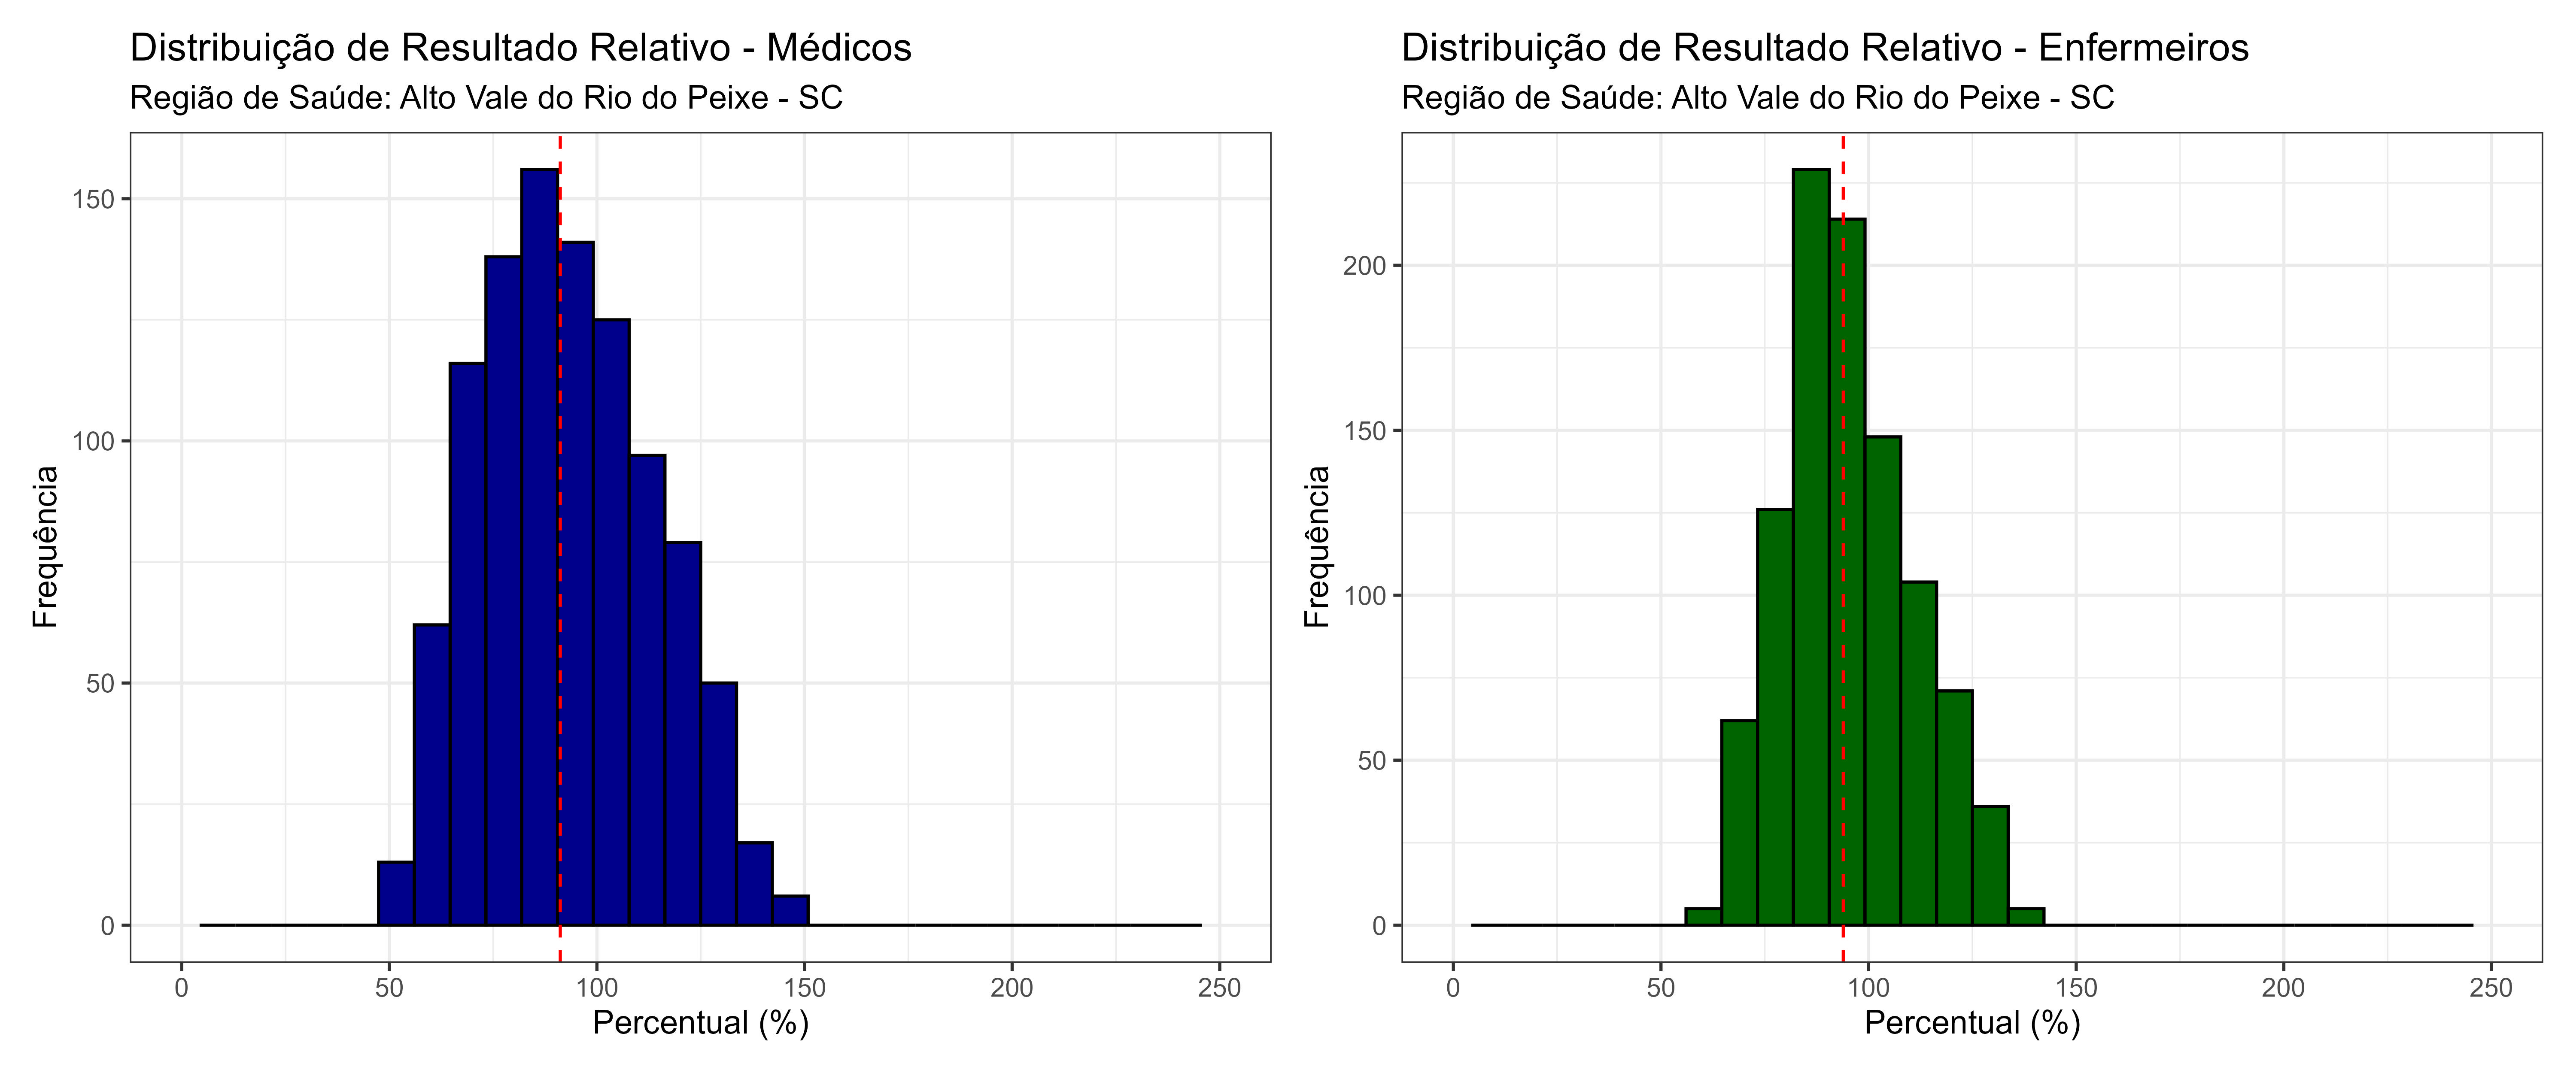 Distribuição de Resultado Relativo - Médicos
Região de Saúde: Alto Vale do Rio do Peixe - SC
150
100
50
0
Frequência
0 50 100 150 200 250
Percentual (%)
Distribuição de Resultado Relativo - Enfermeiros
Região de Saúde: Alto Vale do Rio do Peixe - SC
200
150
100
50
0
Frequência
0 50 100 150 200 250
Percentual (%)